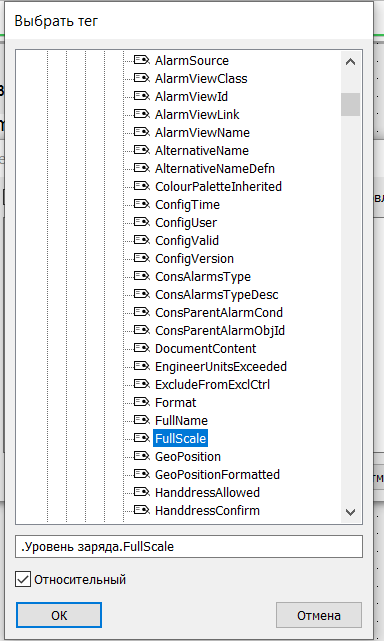 Выбрать тег
AlarmSource
AlarmViewClass
AlarmViewId
AlarmViewLink
AlarmViewName
AlternativeName
AlternativeNameDefn
ColourPaletteInherited
ConfigTime
ConfigUser
ConfigValid
ConfigVersion
ConsAlarmsType
ConsAlarmsTypeDesc
ConsParentAlarmCond
ConsParentAlarmObjId
DocumentContent
EngineerUnitsExceeded
ExcludeFromExclCtrl
Format
FullName
FullScale
GeoPosition
GeoPositionFormatted
HanddressAllowed
HanddressConfirm
.Уровень заряда.FullScale
Относительный
ОК
Отмена